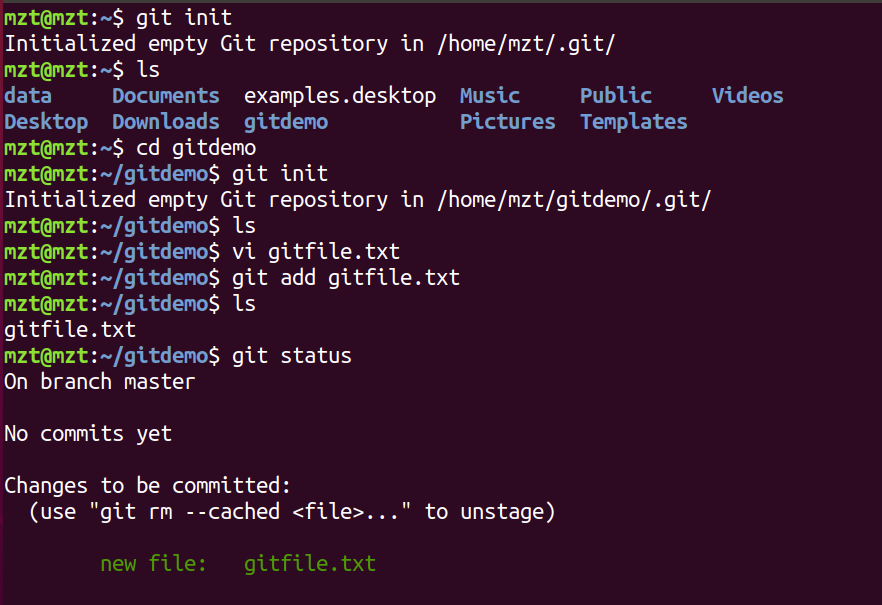 mzt@mzt:~$ git init
Initialized empty Git repository in /home/mzt/.git/
mzt@mzt:~$ ls
data     Documents  examples.desktop  Music     Public     Videos
Desktop  Downloads  gitdemo           Pictures  Templates
mzt@mzt:~$ cd gitdemo
mzt@mzt:~/gitdemo$ git init
Initialized empty Git repository in /home/mzt/gitdemo/.git/
mzt@mzt:~/gitdemo$ ls
mzt@mzt:~/gitdemo$ vi gitfile.txt
mzt@mzt:~/gitdemo$ git add gitfile.txt
mzt@mzt:~/gitdemo$ ls
gitfile.txt
mzt@mzt:~/gitdemo$ git status
On branch master
No commits yet
Changes to be committed:
  (use "git rm --cached <file>..." to unstage)
        new file:   gitfile.txt